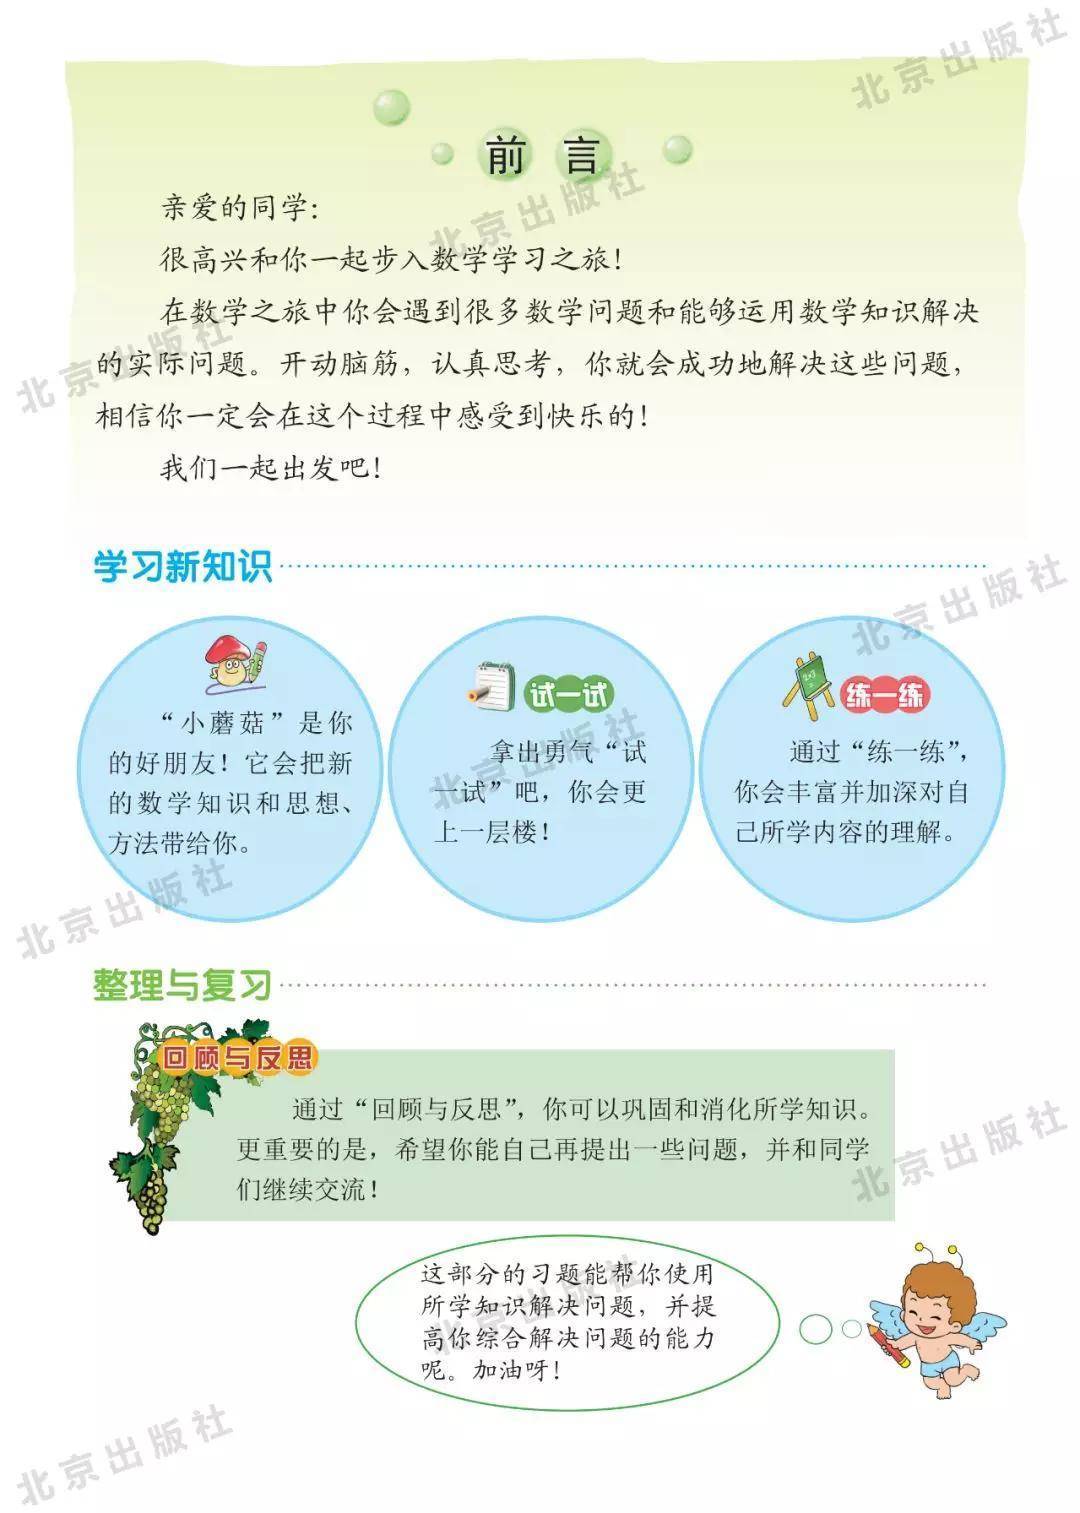 北京出版社
前言
北京出版社
亲爱的同学：
很高兴和你一起步入数学学习之旅！
在数学之旅中你会遇到很多数学问题和能够运用数学知识解决
的实际问题。开动脑筋，认真思考，你就会成功地解决这些问题，
北京出版社
相信你一定会在这个过程中感受到快乐的！
我们一起出发吧！
学习新知识
北京出版社
“小蘑菇”是你
的好朋友！它会把新
的数学知识和思想、
方法带给你。
试一试
拿出勇气“试
一试”吧，你会更
上一层楼！
北京出版社
练一练
通过“练一练”，
你会丰富并加深对自
己所学内容的理解。
北京出版社
整理与复习
回顾与反思
通过“回顾与反思”，你可以巩固和消化所学知识。
更重要的是，希望你能自己再提出一些问题，并和同学
们继续交流！
北京出版社
这部分的习题能帮你使用
所学知识解决问题，并提
高你综合解决问题的能力
呢。加油呀！
北京出版社
北京出版社